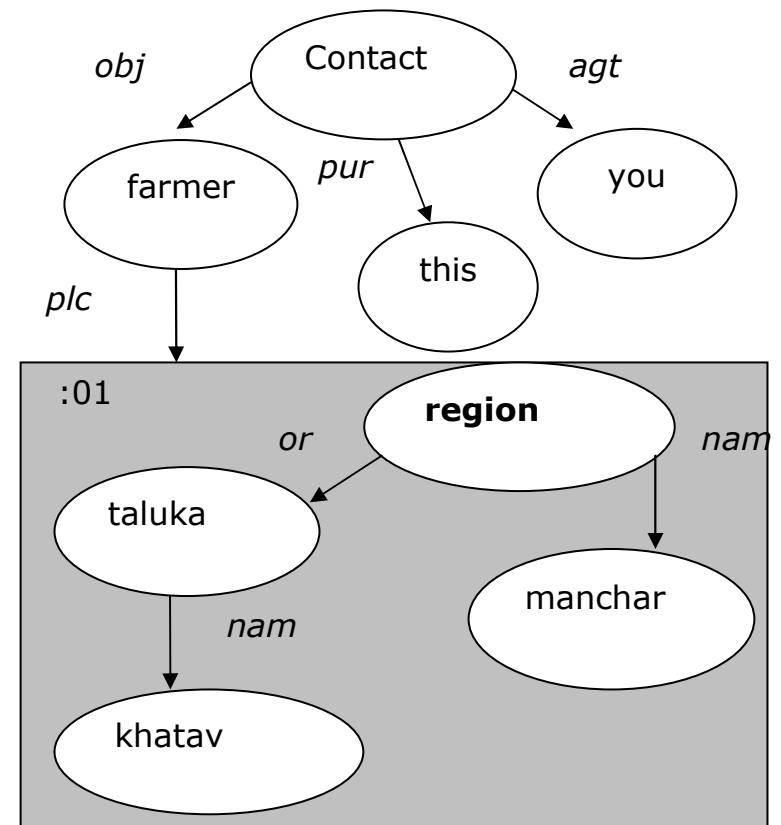 Contact
obj
agt
farmer
pur
you
this
plc
:01
region
or
nam
taluka
manchar
nam
khatav